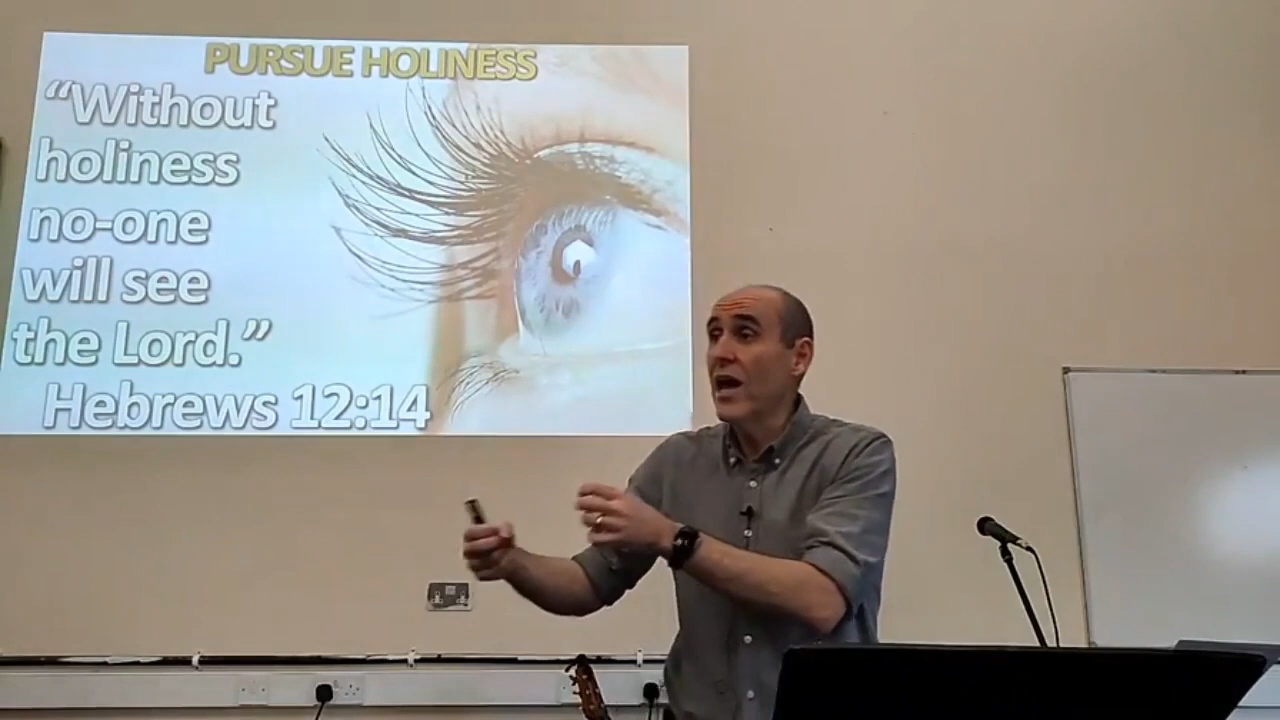 PURSUE HOLINESS
“Without
holiness
no-one
will see
the Lord.”
Hebrews 12:14